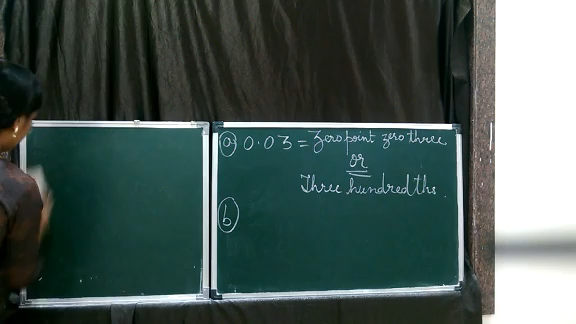 (a) 0.03 = Zero point zero three
or
Three hundredths.
(b)